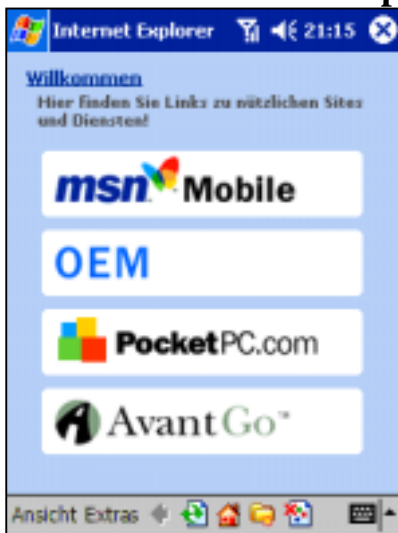 Internet Explorer 21:15
Willkommen
Hier finden Sie Links zu nützlichen Sites
und Diensten!
msn Mobile
OEM
PocketPC.com
AvantGo™
Ansicht Extras